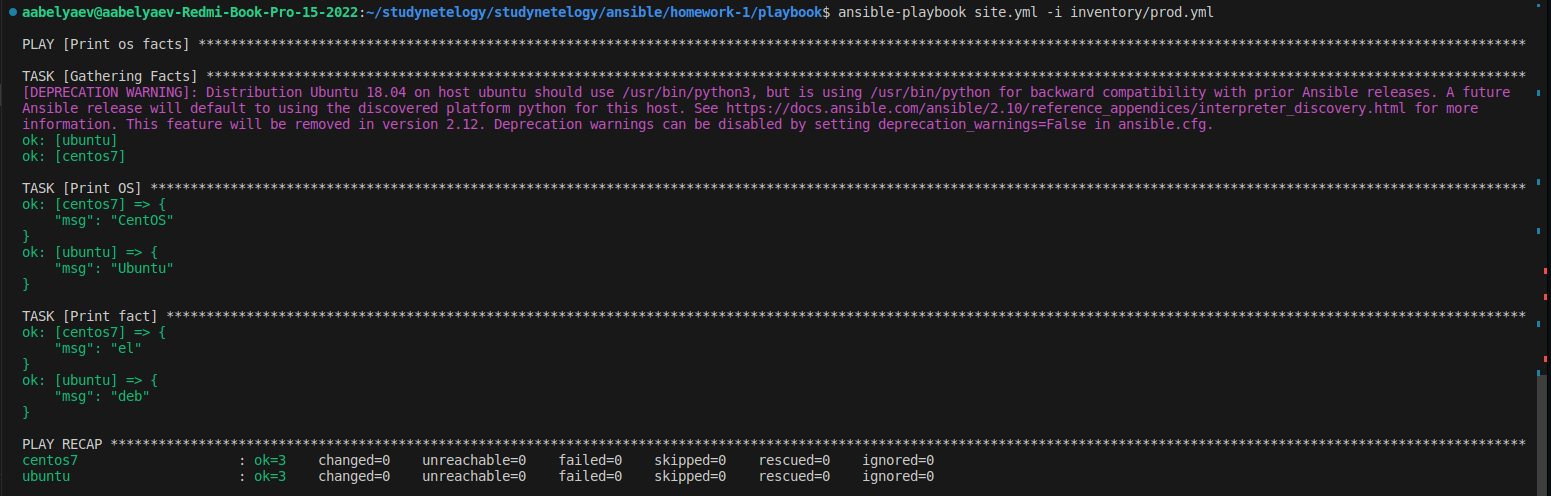 aabelyaev@aabelyaev-Redmi-Book-Pro-15-2022:~/studynetelogy/studynetelogy/ansible/homework-1/playbook$ ansible-playbook site.yml -i inventory/prod.yml
PLAY [Print os facts] ****************************************************************************************************************************************************************************
TASK [Gathering Facts] ***************************************************************************************************************************************************************************
[DEPRECATION WARNING]: Distribution Ubuntu 18.04 on host ubuntu should use /usr/bin/python3, but is using /usr/bin/python for backward compatibility with prior Ansible releases. A future
Ansible release will default to using the discovered platform python for this host. See https://docs.ansible.com/ansible/2.10/reference_appendices/interpreter_discovery.html for more
information. This feature will be removed in version 2.12. Deprecation warnings can be disabled by setting deprecation_warnings=False in ansible.cfg.
ok: [ubuntu]
ok: [centos7]
TASK [Print OS] **********************************************************************************************************************************************************************************
ok: [centos7] => {
    "msg": "CentOS"
}
ok: [ubuntu] => {
    "msg": "Ubuntu"
}
TASK [Print fact] ********************************************************************************************************************************************************************************
ok: [centos7] => {
    "msg": "el"
}
ok: [ubuntu] => {
    "msg": "deb"
}
PLAY RECAP ***************************************************************************************************************************************************************************************
centos7                    : ok=3    changed=0    unreachable=0    failed=0    skipped=0    rescued=0    ignored=0
ubuntu                     : ok=3    changed=0    unreachable=0    failed=0    skipped=0    rescued=0    ignored=0